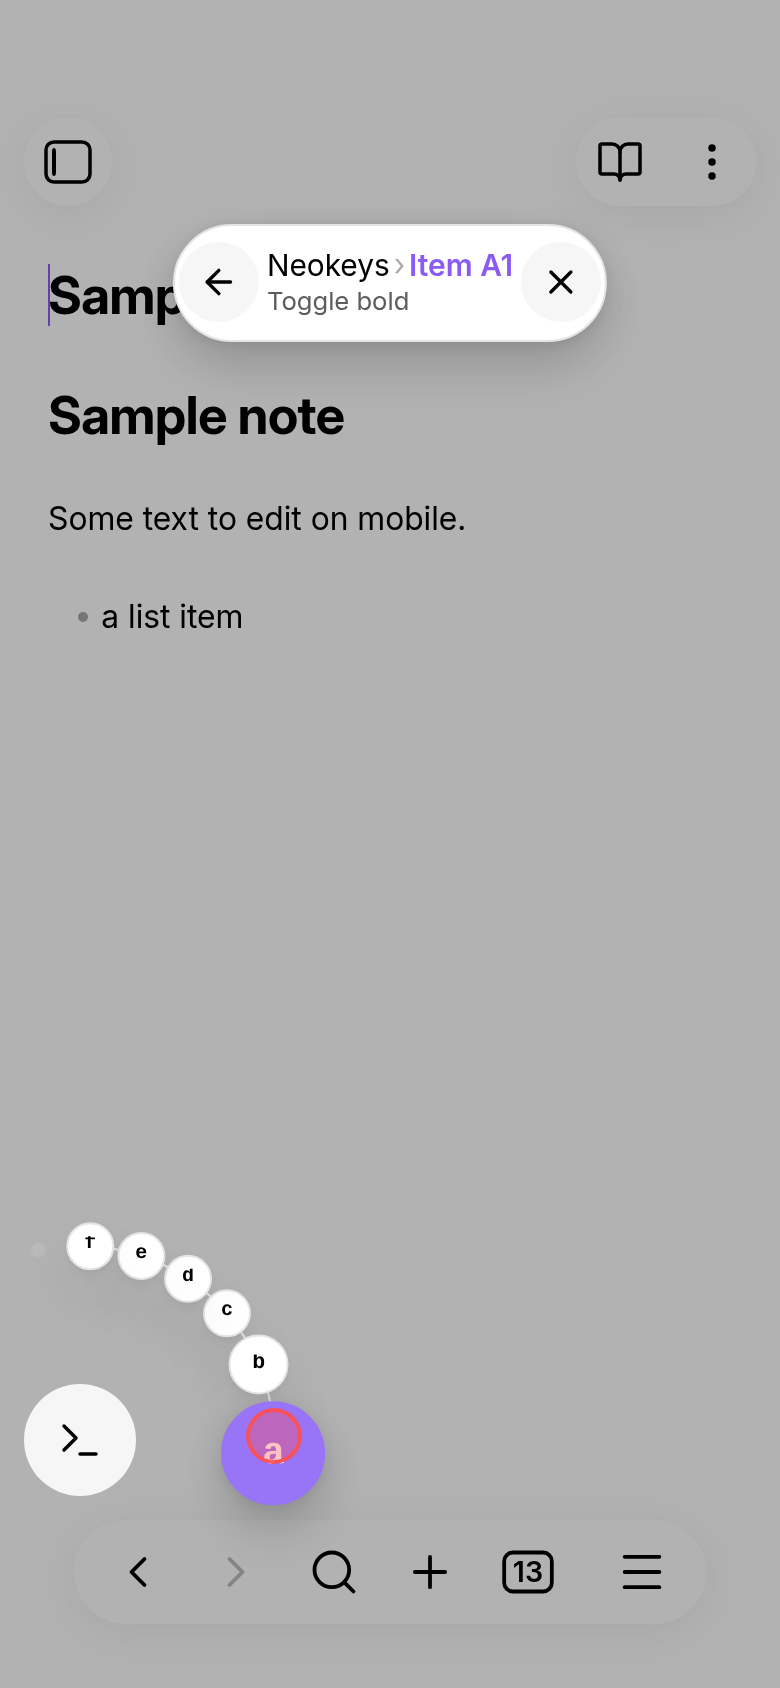 Neokeys › Item A1
Toggle bold
Samp
Sample note
Some text to edit on mobile.
• a list item
f
e
d
c
b
a
13